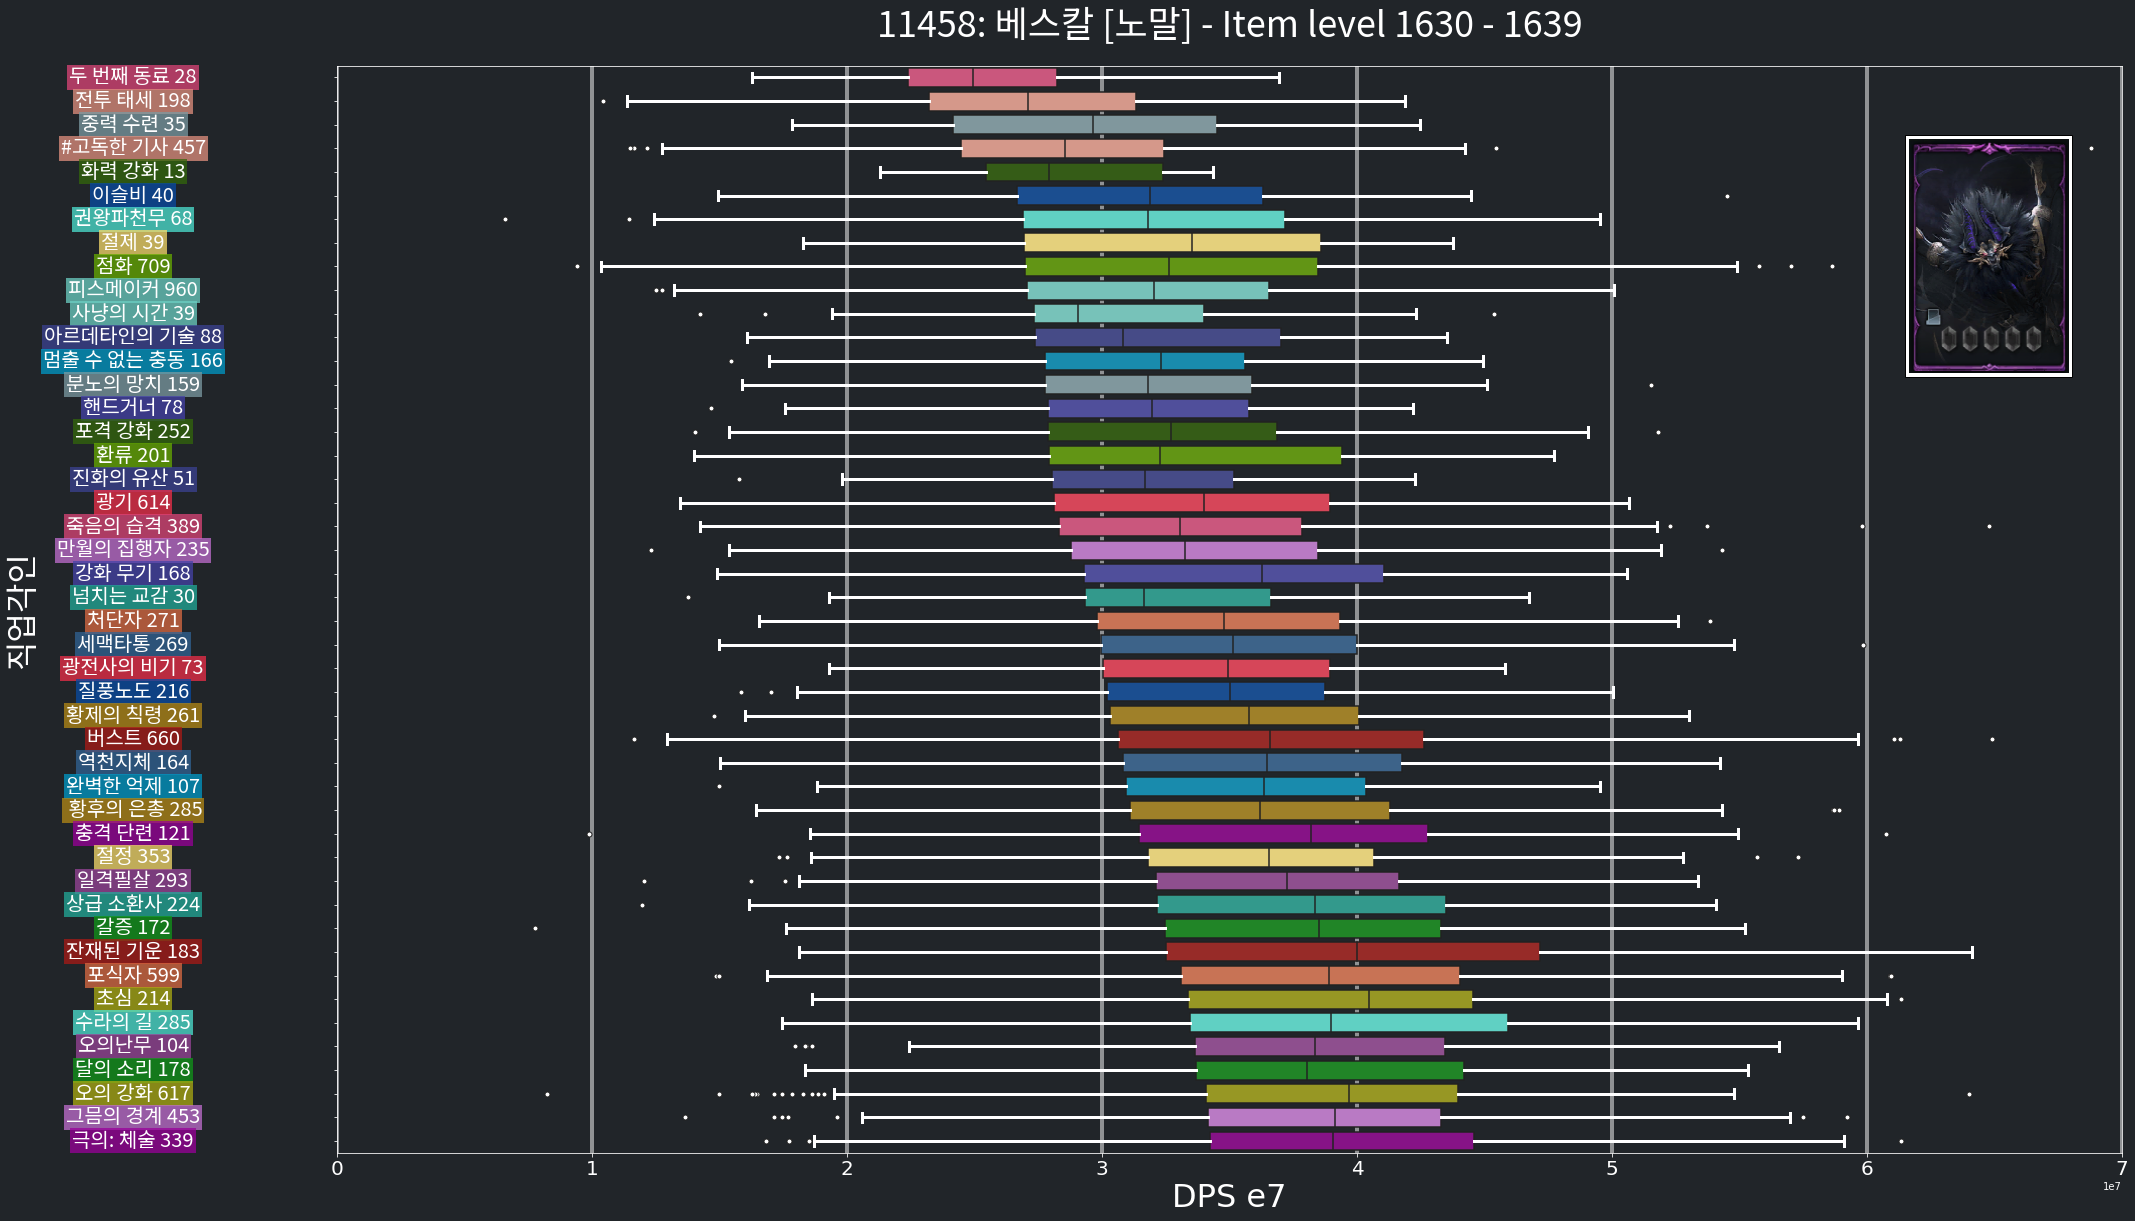 11458: 베스칼 [노말] - Item level 1630 - 1639
두 번째 동료 28
전투 태세 198
중력 수련 35
#고독한 기사 457
화력 강화 13
이슬비 40
권왕파천무 68
절제 39
점화 709
피스메이커 960
사냥의 시간 39
아르데타인의 기술 88
멈출 수 없는 충동 166
분노의 망치 159
핸드거너 78
포격 강화 252
환류 201
진화의 유산 51
광기 614
죽음의 습격 389
만월의 집행자 235
강화 무기 168
넘치는 교감 30
처단자 271
세맥타통 269
광전사의 비기 73
질풍노도 216
황제의 칙령 261
버스트 660
역천지체 164
완벽한 억제 107
황후의 은총 285
충격 단련 121
절정 353
일격필살 293
상급 소환사 224
갈증 172
잔재된 기운 183
포식자 599
초심 214
수라의 길 285
오의난무 104
달의 소리 178
오의 강화 617
그믐의 경계 453
극의: 체술 339
직업각인
0 1 2 3 4 5 6 7
1e7
DPS e7